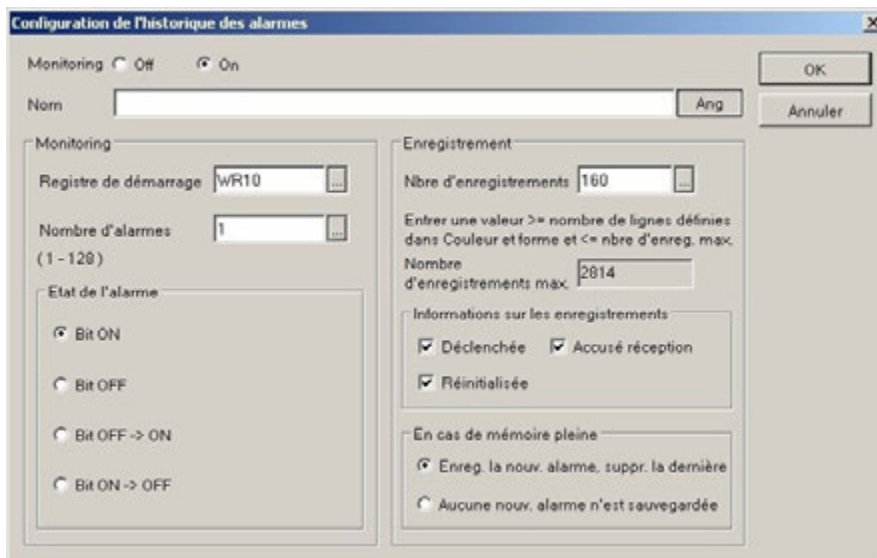 Configuration de l'historique des alarmes
Monitoring Off On
OK
Nom Ang
Annuler
Monitoring
Registre de démarrage WR10 ...
Nombre d'alarmes 1 ...
(1-128)
Etat de l'alarme
Bit ON
Bit OFF
Bit OFF -> ON
Bit ON -> OFF
Enregistrement
Nbre d'enregistrements 160 ...
Entrer une valeur >= nombre de lignes définies
dans Couleur et forme et <= nbre d'enreg. max.
Nombre
d'enregistrements max. 2814
Informations sur les enregistrements
Déclenchée Accusé réception
Réinitialisée
En cas de mémoire pleine
Enreg. la nouv. alarme, suppr. la dernière
Aucune nouv. alarme n'est sauvegardée